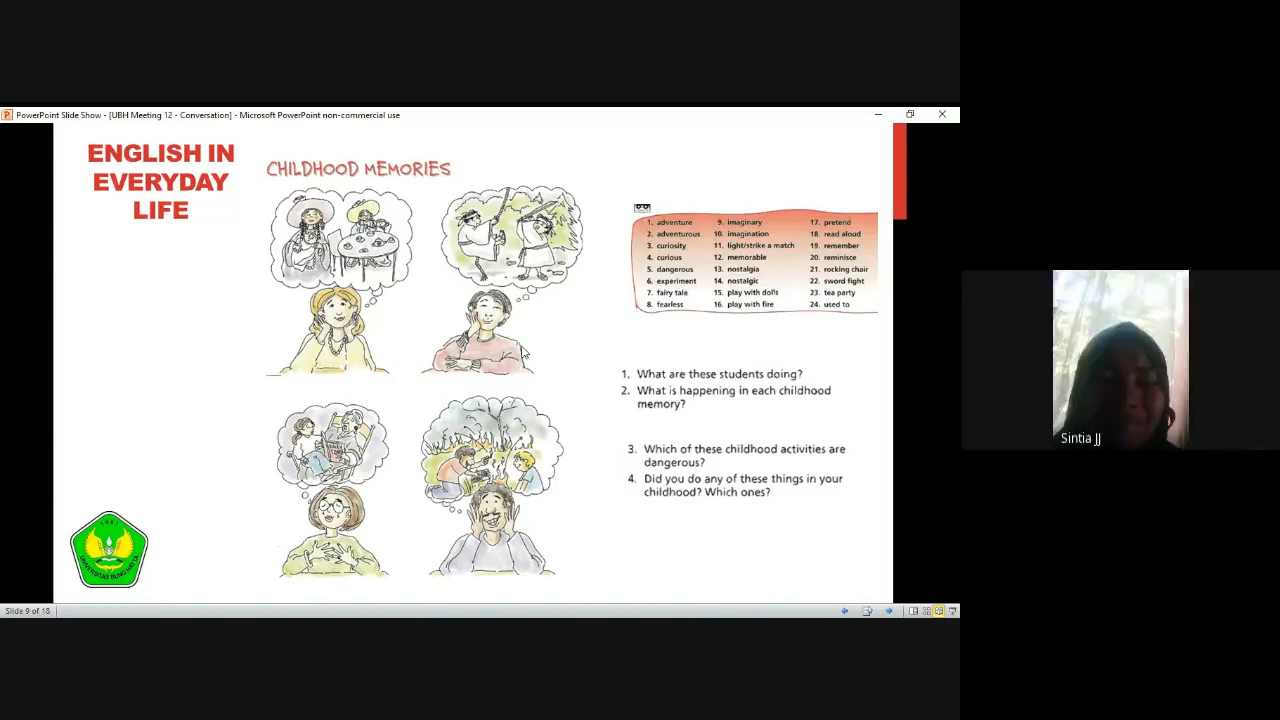 PowerPoint Slide Show - [UBH Meeting 12 - Conversation] - Microsoft PowerPoint non-commercial use
ENGLISH IN
EVERYDAY
LIFE
CHILDHOOD MEMORIES
1. adventure
2. adventurous
3. curiosity
4. curious
5. dangerous
6. experiment
7. fairy tale
8. fearless
9. imaginary
10. imagination
11. light/strike a match
12. memorable
13. nostalgia
14. nostalgic
15. play with dolls
16. play with fire
17. pretend
18. read aloud
19. remember
20. reminisce
21. rocking chair
22. sword fight
23. tea party
24. used to
1. What are these students doing?
2. What is happening in each childhood
memory?
3. Which of these childhood activities are
dangerous?
4. Did you do any of these things in your
childhood? Which ones?
UNIVERSITAS BUNG HATTA
Sintia JJ
Slide 9 of 18